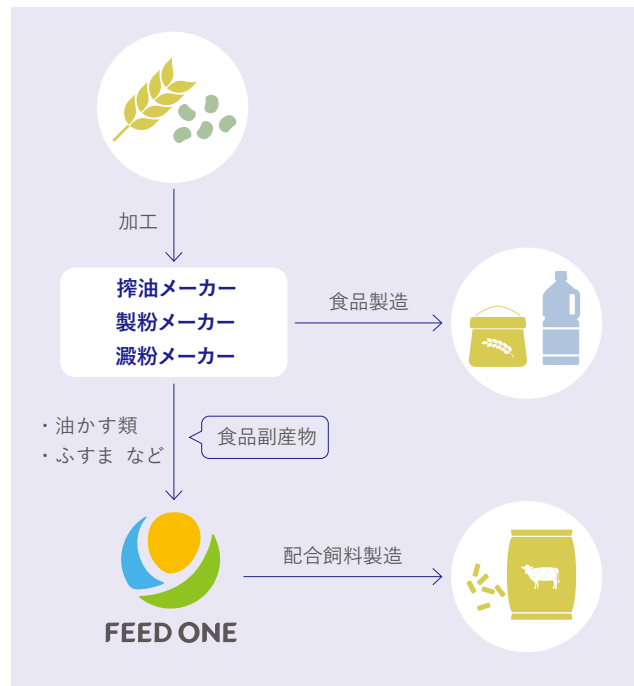 加工
搾油メーカー
製粉メーカー
澱粉メーカー
食品製造
・油かす類
・ふすま など
食品副産物
配合飼料製造
FEED ONE